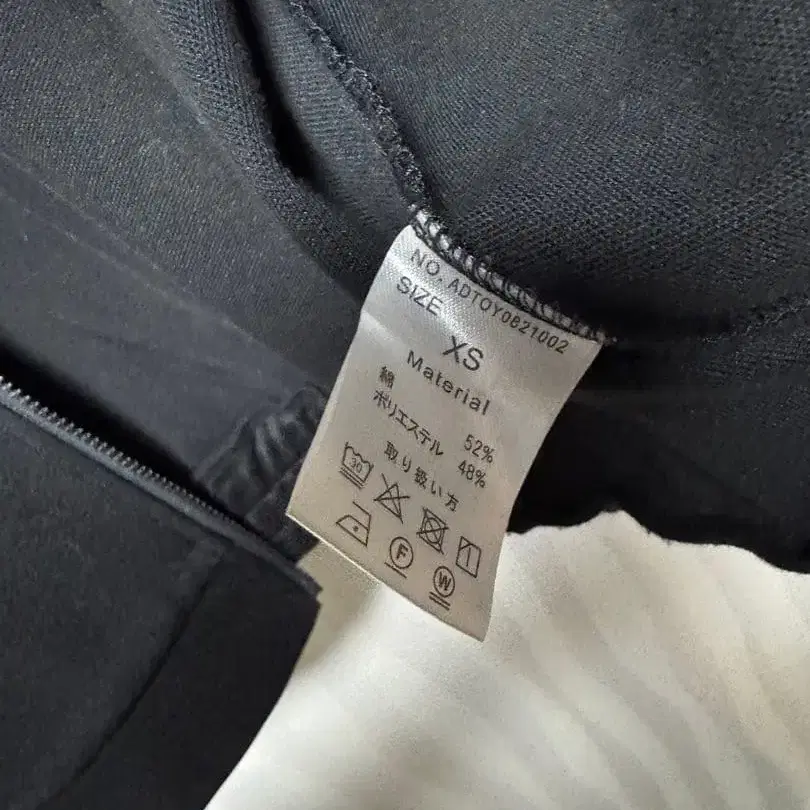 NO. ADTOY0821002
SIZE
XS
Material
綿 52%
ポリエステル 48%
取り扱い方
30
F
W